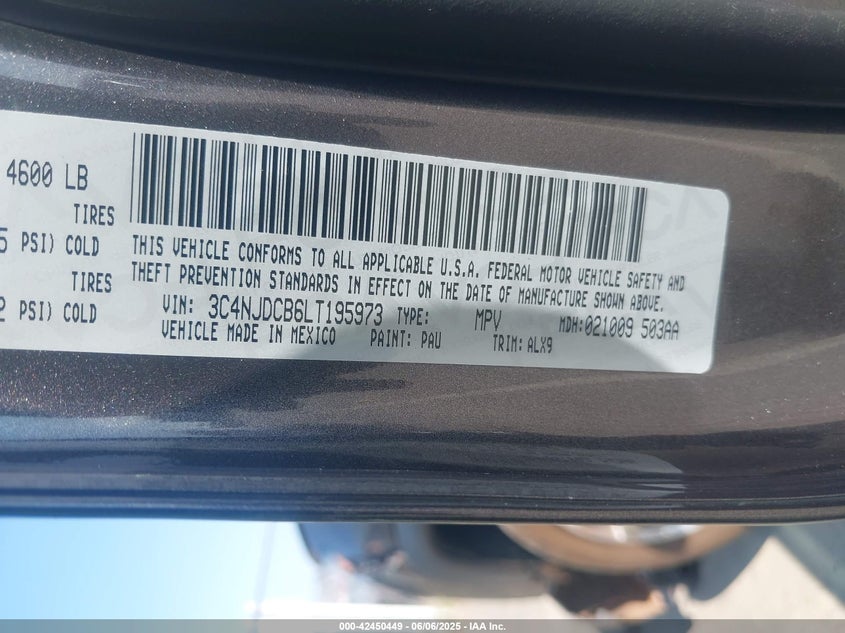 4600 LB
TIRES
5 PSI) COLD
TIRES
2 PSI) COLD
THIS VEHICLE CONFORMS TO ALL APPLICABLE U.S.A. FEDERAL MOTOR VEHICLE SAFETY AND
THEFT PREVENTION STANDARDS IN EFFECT ON THE DATE OF MANUFACTURE SHOWN ABOVE.
VIN: 3C4NJDCB6LT195973 TYPE: MPV MDH:021009 503AA
VEHICLE MADE IN MEXICO PAINT: PAU TRIM:ALX9
000-42450449 - 06/06/2025 - IAA Inc.